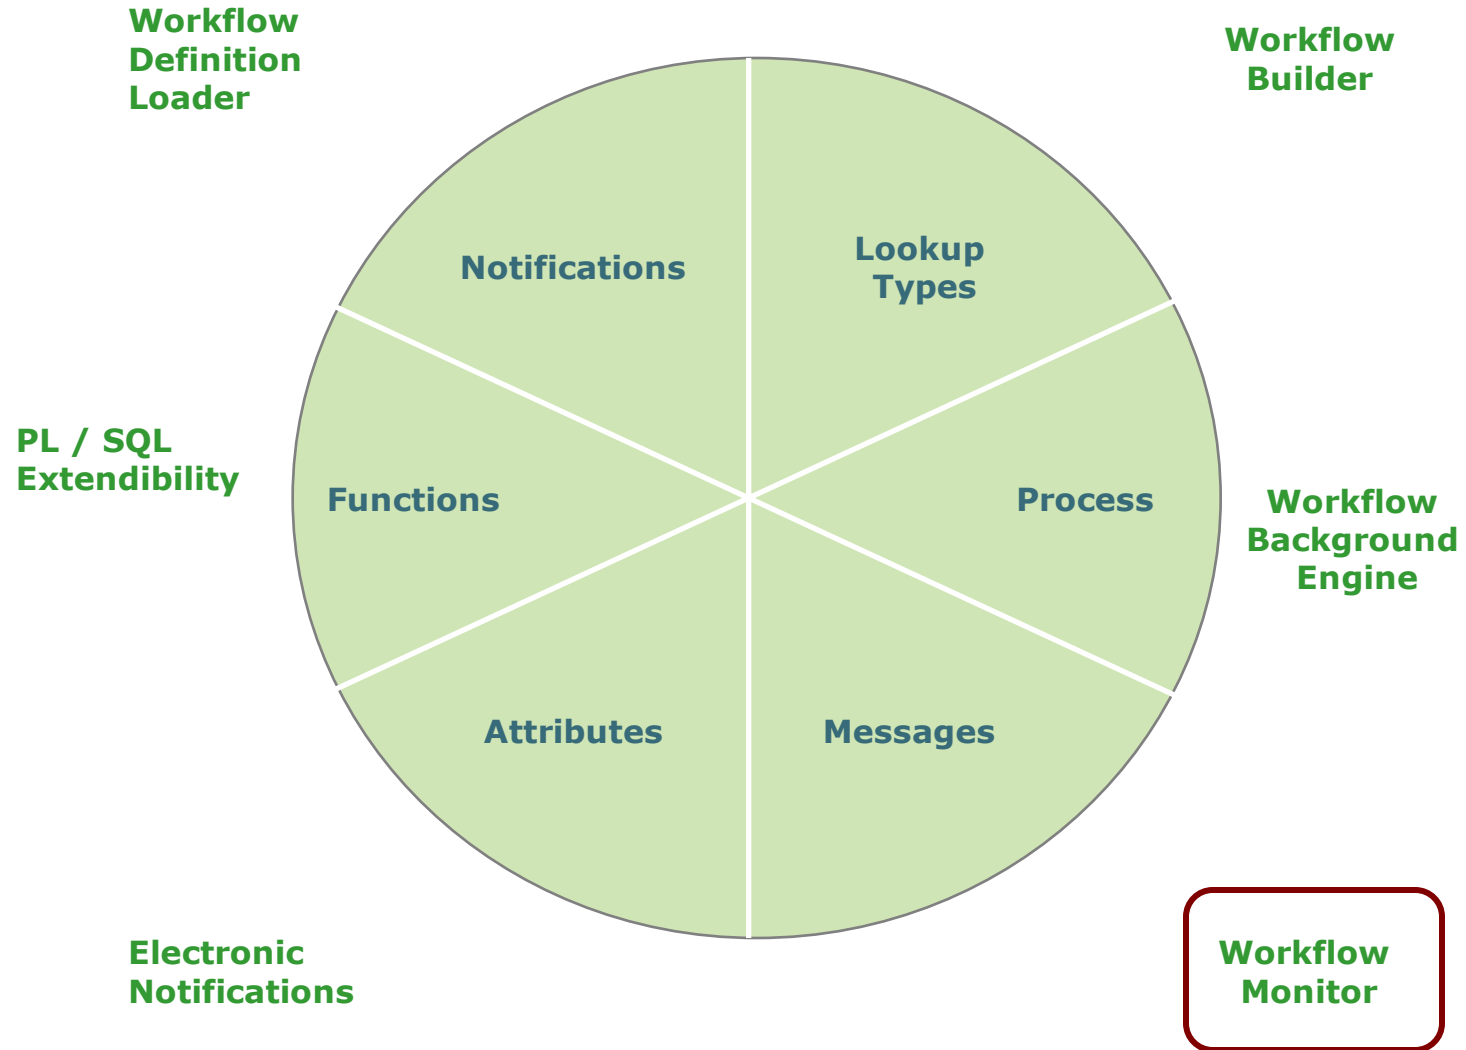 Workflow
Definition
Loader
Workflow
Builder
Notifications
Lookup
Types
PL / SQL
Extendibility
Functions
Process
Workflow
Background
Engine
Attributes
Messages
Electronic
Notifications
Workflow
Monitor